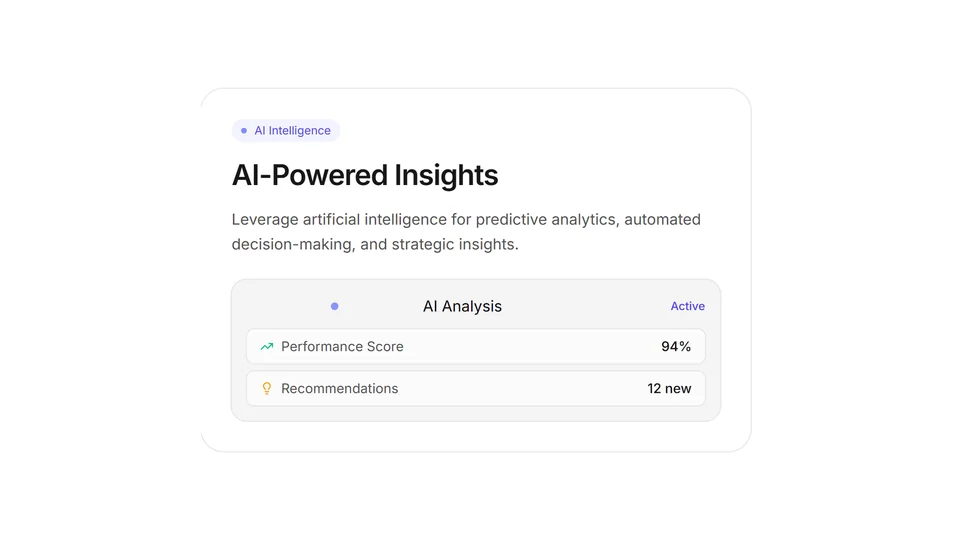 AI Intelligence
AI-Powered Insights
Leverage artificial intelligence for predictive analytics, automated
decision-making, and strategic insights.
AI Analysis Active
Performance Score 94%
Recommendations 12 new